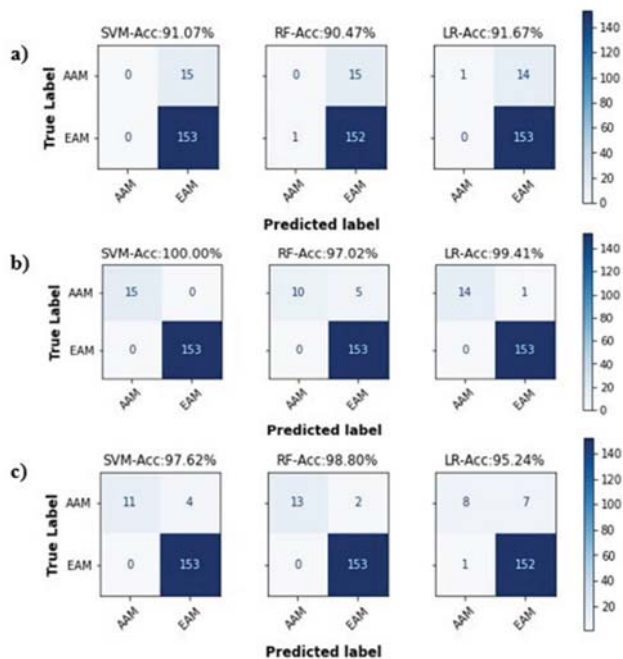 a)
SVM-Acc:91.07%
RF-Acc:90.47%
LR-Acc:91.67%
True Label
AAM
0 15
0 15
1 14
EAM
0 153
1 152
0 153
AAM EAM
AAM EAM
AAM EAM
Predicted label
140
120
100
80
60
40
20
0
b)
SVM-Acc:100.00%
RF-Acc:97.02%
LR-Acc:99.41%
True Label
AAM
15 0
10 5
14 1
EAM
0 153
0 153
0 153
AAM EAM
AAM EAM
AAM EAM
Predicted label
140
120
100
80
60
40
20
0
c)
SVM-Acc:97.62%
RF-Acc:98.80%
LR-Acc:95.24%
True Label
AAM
11 4
13 2
8 7
EAM
0 153
0 153
1 152
AAM EAM
AAM EAM
AAM EAM
Predicted label
140
120
100
80
60
40
20